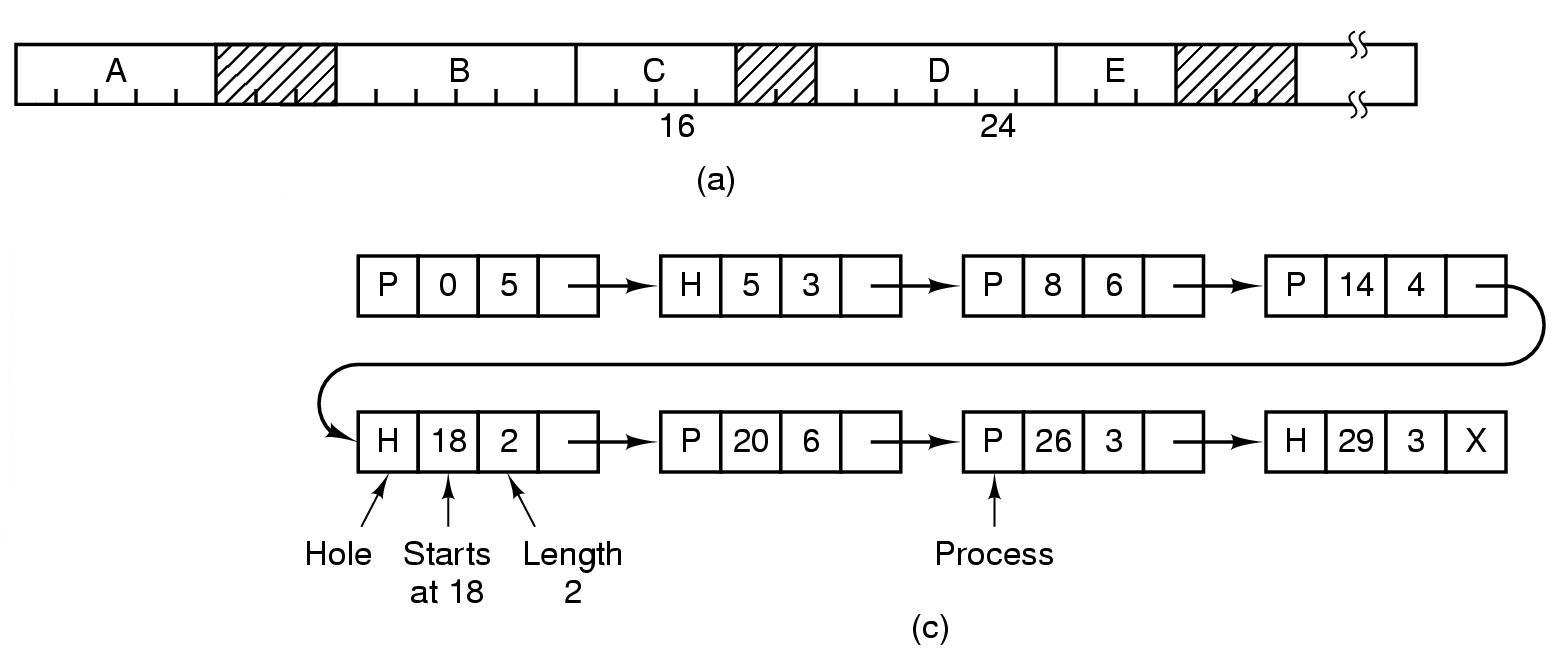 A B C D E
16 24
(a)
P 0 5 H 5 3 P 8 6 P 14 4
H 18 2 P 20 6 P 26 3 H 29 3 X
Hole Starts Length Process
at 18 2
(c)